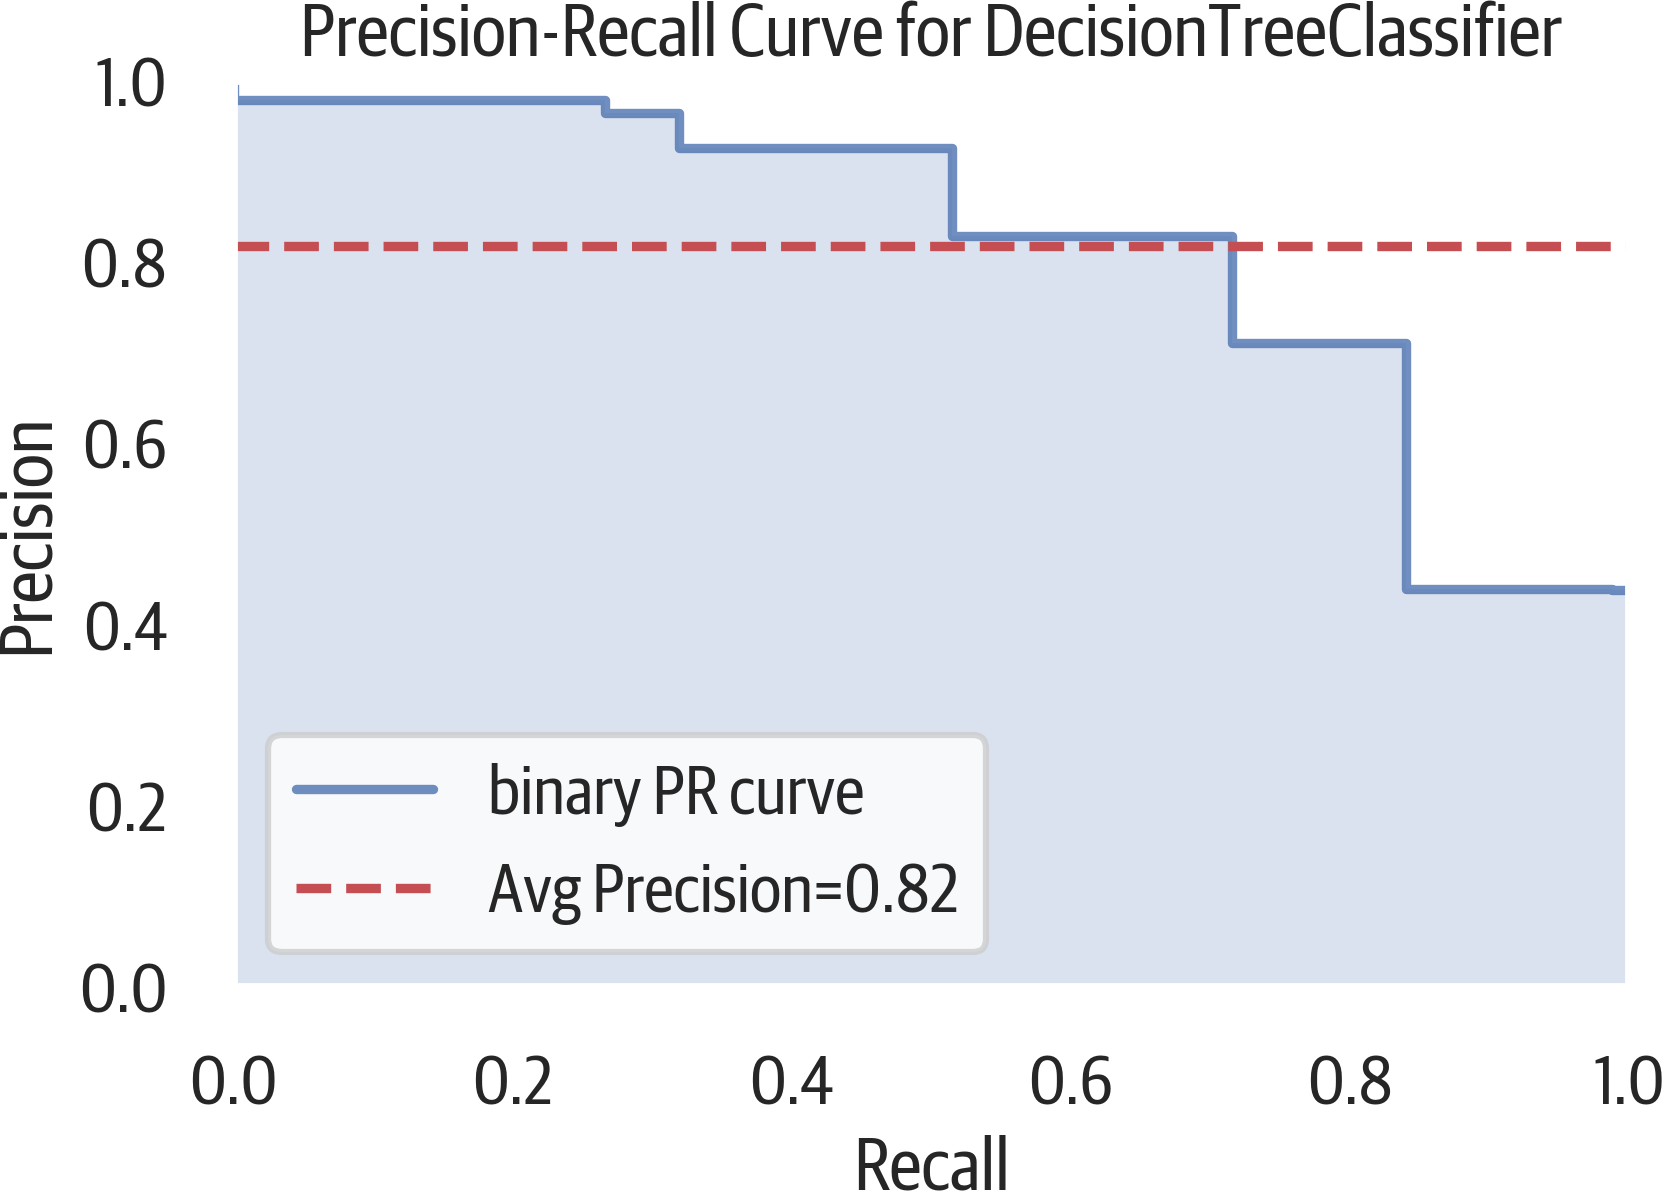 Precision-Recall Curve for DecisionTreeClassifier
1.0
0.8
0.6
0.4
0.2
0.0
Precision
binary PR curve
Avg Precision=0.82
0.0 0.2 0.4 0.6 0.8 1.0
Recall